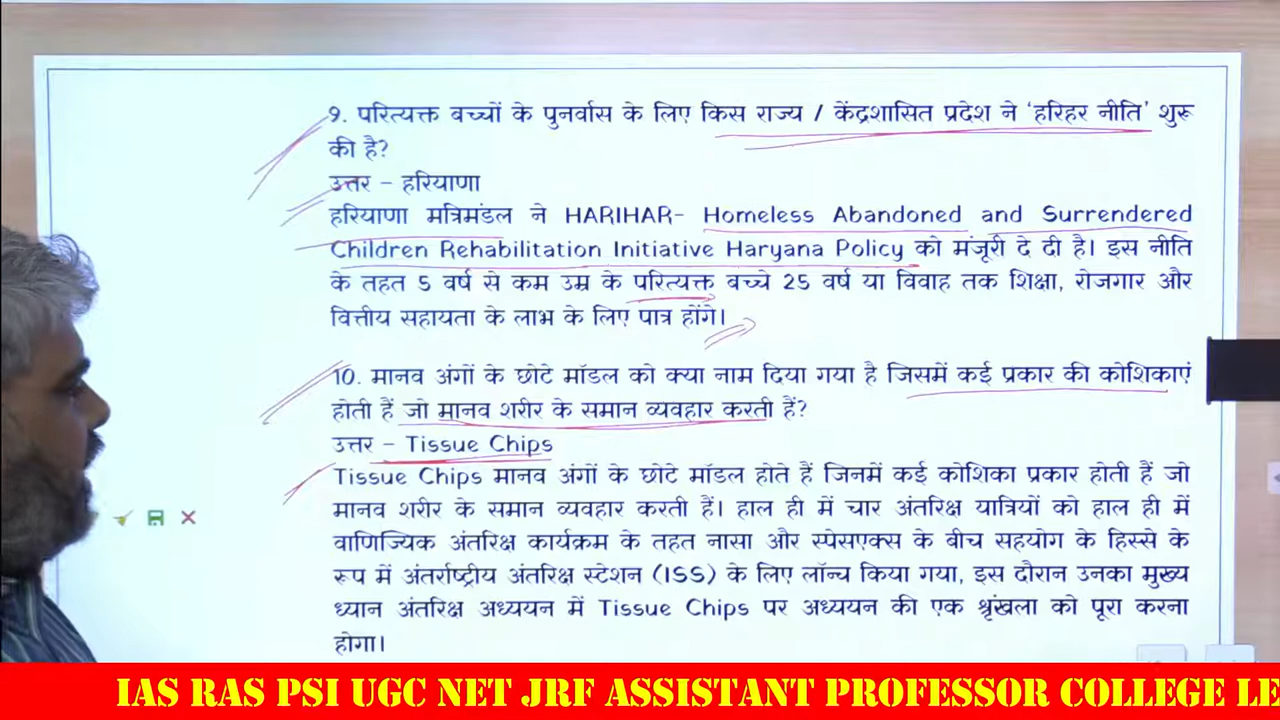 9. परित्यक्त बच्चों के पुनर्वास के लिए किस राज्य / केंद्रशासित प्रदेश ने ‘हरिहर नीति’ शुरू
की है?
उत्तर – हरियाणा
हरियाणा मत्रिमंडल ने HARIHAR- Homeless Abandoned and Surrendered
Children Rehabilitation Initiative Haryana Policy को मंजूरी दे दी है। इस नीति
के तहत 5 वर्ष से कम उम्र के परित्यक्त बच्चे 25 वर्ष या विवाह तक शिक्षा, रोजगार और
वित्तीय सहायता के लाभ के लिए पात्र होंगे।
10. मानव अंगों के छोटे मॉडल को क्या नाम दिया गया है जिसमें कई प्रकार की कोशिकाएं
होती हैं जो मानव शरीर के समान व्यवहार करती हैं?
उत्तर – Tissue Chips
Tissue Chips मानव अंगों के छोटे मॉडल होते हैं जिनमें कई कोशिका प्रकार होती हैं जो
मानव शरीर के समान व्यवहार करती हैं। हाल ही में चार अंतरिक्ष यात्रियों को हाल ही में
वाणिज्यिक अंतरिक्ष कार्यक्रम के तहत नासा और स्पेसएक्स के बीच सहयोग के हिस्से के
रूप में अंतर्राष्ट्रीय अंतरिक्ष स्टेशन (ISS) के लिए लॉन्च किया गया, इस दौरान उनका मुख्य
ध्यान अंतरिक्ष अध्ययन में Tissue Chips पर अध्ययन की एक श्रृंखला को पूरा करना
होगा।
IAS RAS PSI UGC NET JRF ASSISTANT PROFESSOR COLLEGE LE